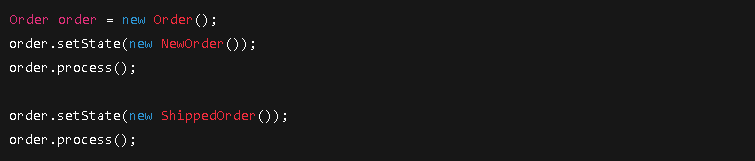 Order order = new Order();
order.setState(new NewOrder());
order.process();
order.setState(new ShippedOrder());
order.process();